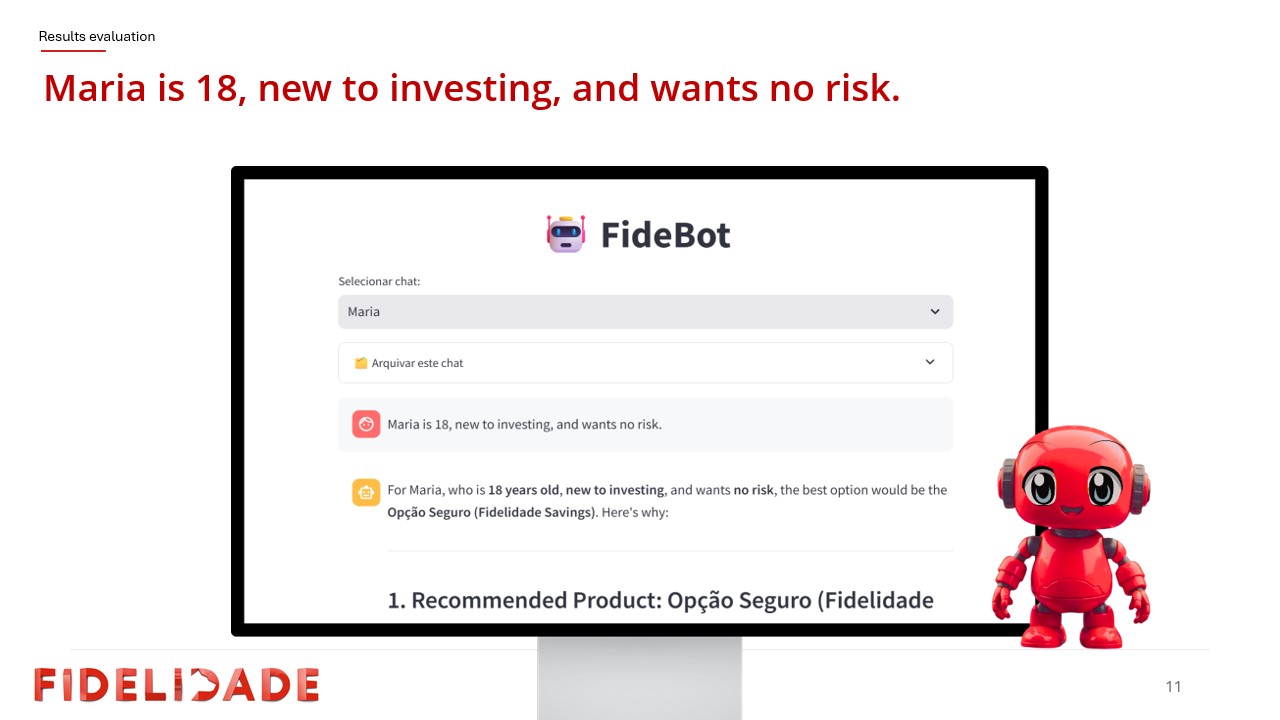 Results evaluation
Maria is 18, new to investing, and wants no risk.
FideBot
Selecionar chat:
Maria
Arquivar este chat
Maria is 18, new to investing, and wants no risk.
For Maria, who is 18 years old, new to investing, and wants no risk, the best option would be the
Opção Seguro (Fidelidade Savings). Here's why:
1. Recommended Product: Opção Seguro (Fidelidade
FIDELIDADE
11